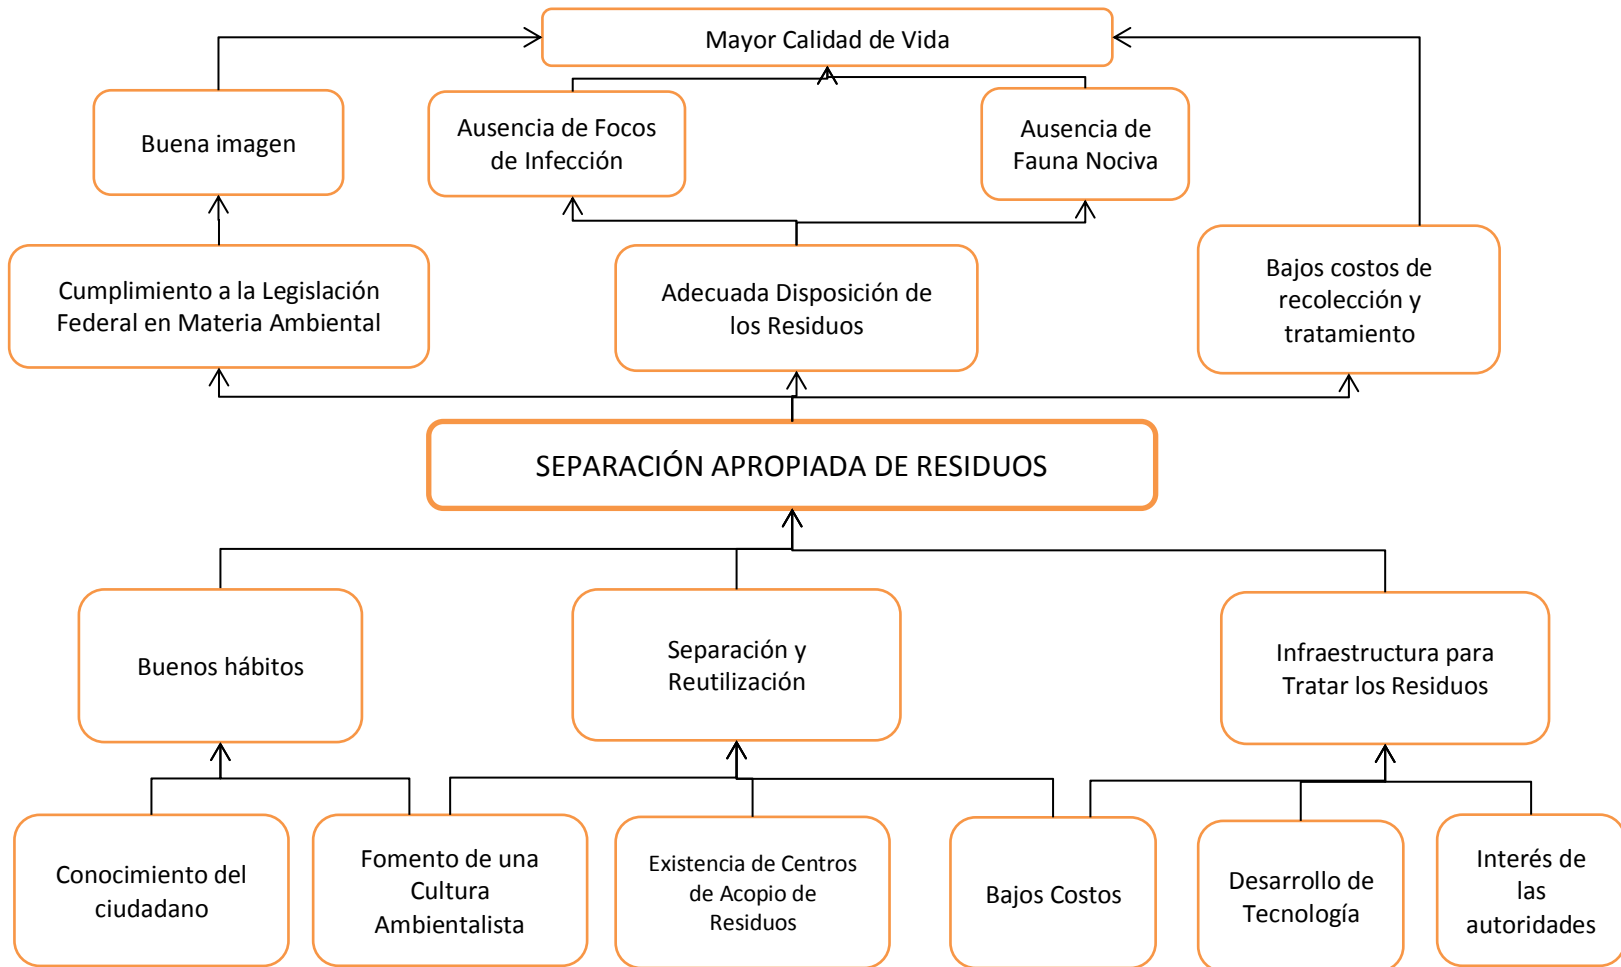 Mayor Calidad de Vida
Buena imagen
Ausencia de Focos
de Infección
Ausencia de
Fauna Nociva
Cumplimiento a la Legislación
Federal en Materia Ambiental
Adecuada Disposición de
los Residuos
Bajos costos de
recolección y
tratamiento
SEPARACIÓN APROPIADA DE RESIDUOS
Buenos hábitos
Separación y
Reutilización
Infraestructura para
Tratar los Residuos
Conocimiento del
ciudadano
Fomento de una
Cultura
Ambientalista
Existencia de Centros
de Acopio de
Residuos
Bajos Costos
Desarrollo de
Tecnología
Interés de
las
autoridades